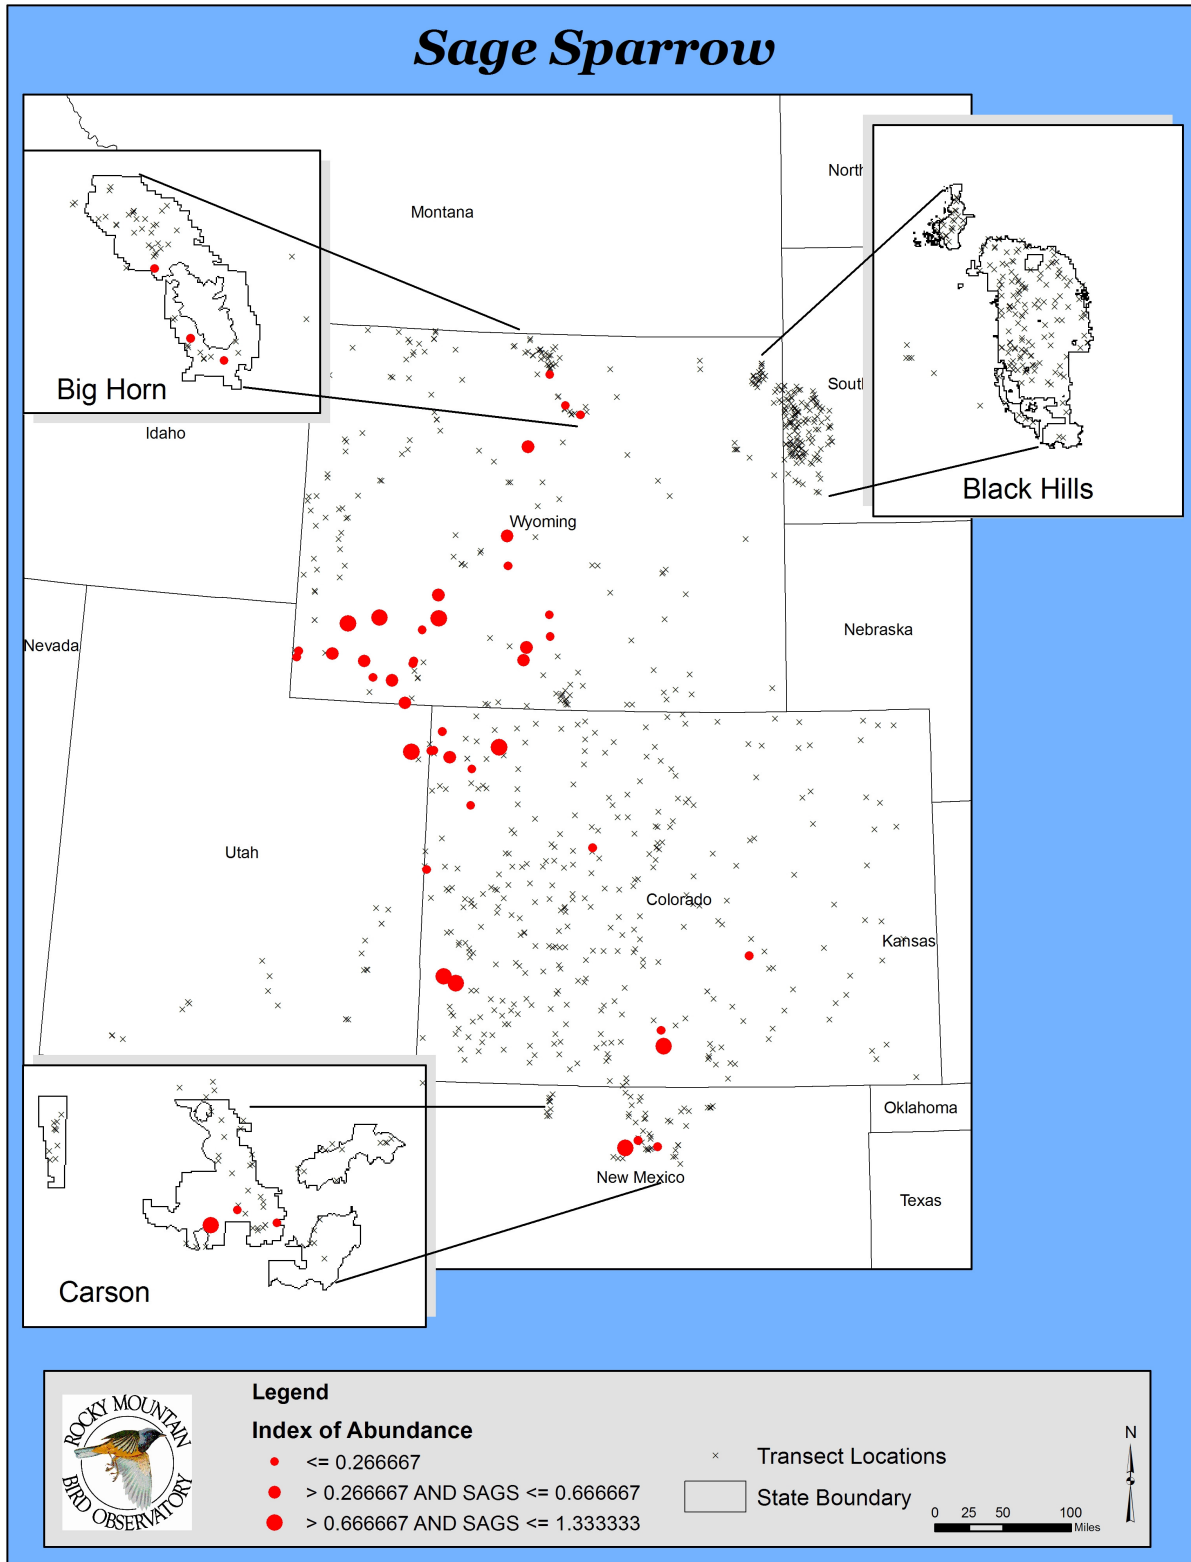 Sage Sparrow
North
Montana
South
Big Horn
Idaho
Black Hills
Wyoming
Nebraska
Nevada
Utah
Colorado
Kansas
Oklahoma
New Mexico
Texas
Carson
Legend
Index of Abundance
<= 0.266667
> 0.266667 AND SAGS <= 0.666667
> 0.666667 AND SAGS <= 1.333333
Transect Locations
State Boundary
N
0 25 50 100
Miles
ROCKY MOUNTAIN
BIRD OBSERVATORY